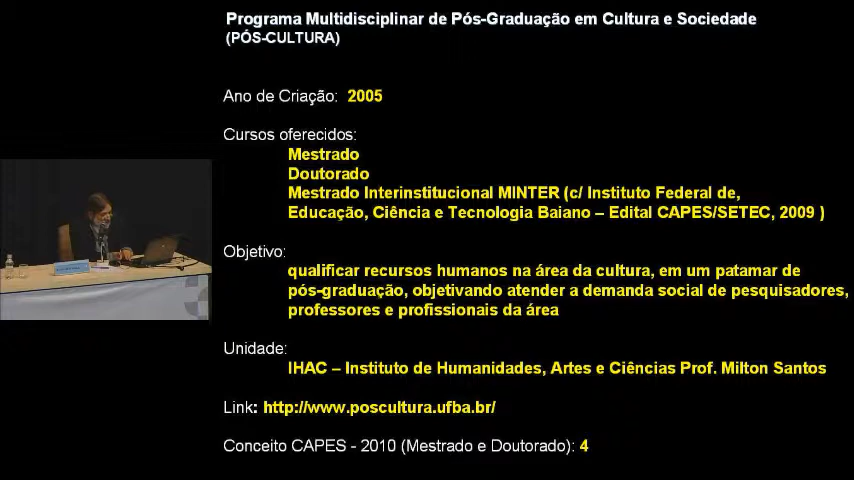 Programa Multidisciplinar de Pós-Graduação em Cultura e Sociedade
(PÓS-CULTURA)
Ano de Criação: 2005
Cursos oferecidos:
Mestrado
Doutorado
Mestrado Interinstitucional MINTER (c/ Instituto Federal de,
Educação, Ciência e Tecnologia Baiano – Edital CAPES/SETEC, 2009 )
Objetivo:
qualificar recursos humanos na área da cultura, em um patamar de
pós-graduação, objetivando atender a demanda social de pesquisadores,
professores e profissionais da área
Unidade:
IHAC – Instituto de Humanidades, Artes e Ciências Prof. Milton Santos
Link: http://www.poscultura.ufba.br/
Conceito CAPES - 2010 (Mestrado e Doutorado): 4